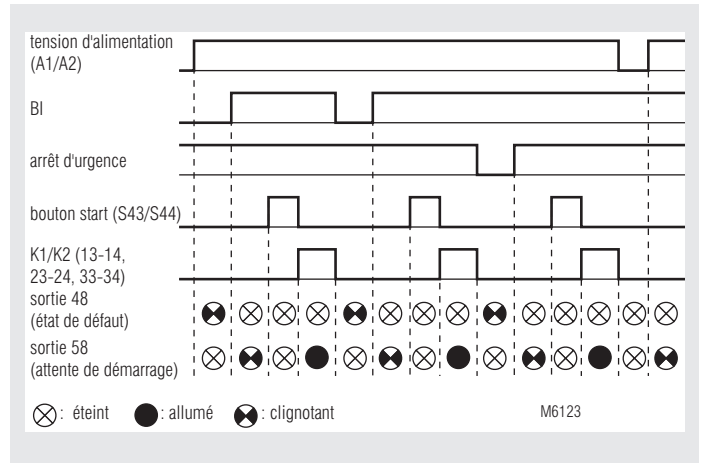 tension d'alimentation
(A1/A2)
BI
arrêt d'urgence
bouton start (S43/S44)
K1/K2 (13-14,
23-24, 33-34)
sortie 48
(état de défaut)
sortie 58
(attente de démarrage)
: éteint : allumé : clignotant M6123